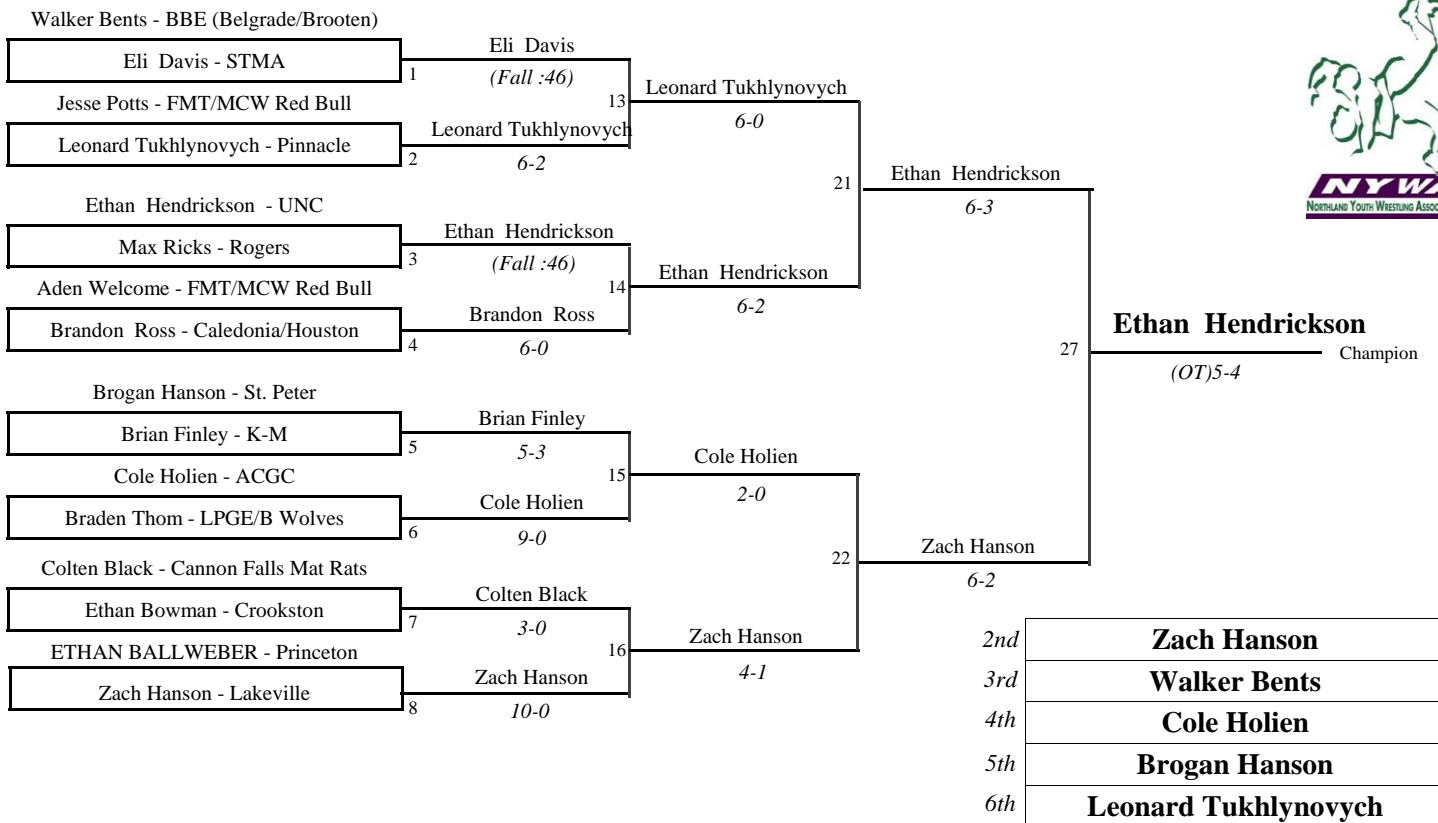 Walker Bents - BBE (Belgrade/Brooten)
Eli Davis - STMA
1
Eli Davis
(Fall :46)
Jesse Potts - FMT/MCW Red Bull
Leonard Tukhlynovych - Pinnacle
2
Leonard Tukhlynovych
6-2
13
Leonard Tukhlynovych
6-0
Ethan Hendrickson - UNC
Max Ricks - Rogers
3
Ethan Hendrickson
(Fall :46)
Aden Welcome - FMT/MCW Red Bull
Brandon Ross - Caledonia/Houston
4
Brandon Ross
6-0
14
Ethan Hendrickson
6-2
21
Ethan Hendrickson
6-3
Brogan Hanson - St. Peter
Brian Finley - K-M
5
Brian Finley
5-3
Cole Holien - ACGC
Braden Thom - LPGE/B Wolves
6
Cole Holien
9-0
15
Cole Holien
2-0
Colten Black - Cannon Falls Mat Rats
Ethan Bowman - Crookston
7
Colten Black
3-0
ETHAN BALLWEBER - Princeton
Zach Hanson - Lakeville
8
Zach Hanson
10-0
16
Zach Hanson
4-1
22
Zach Hanson
6-2
27
Ethan Hendrickson
Champion
(OT)5-4
NORTHLAND YOUTH WRESTLING
2nd Zach Hanson
3rd Walker Bents
4th Cole Holien
5th Brogan Hanson
6th Leonard Tukhlynovych